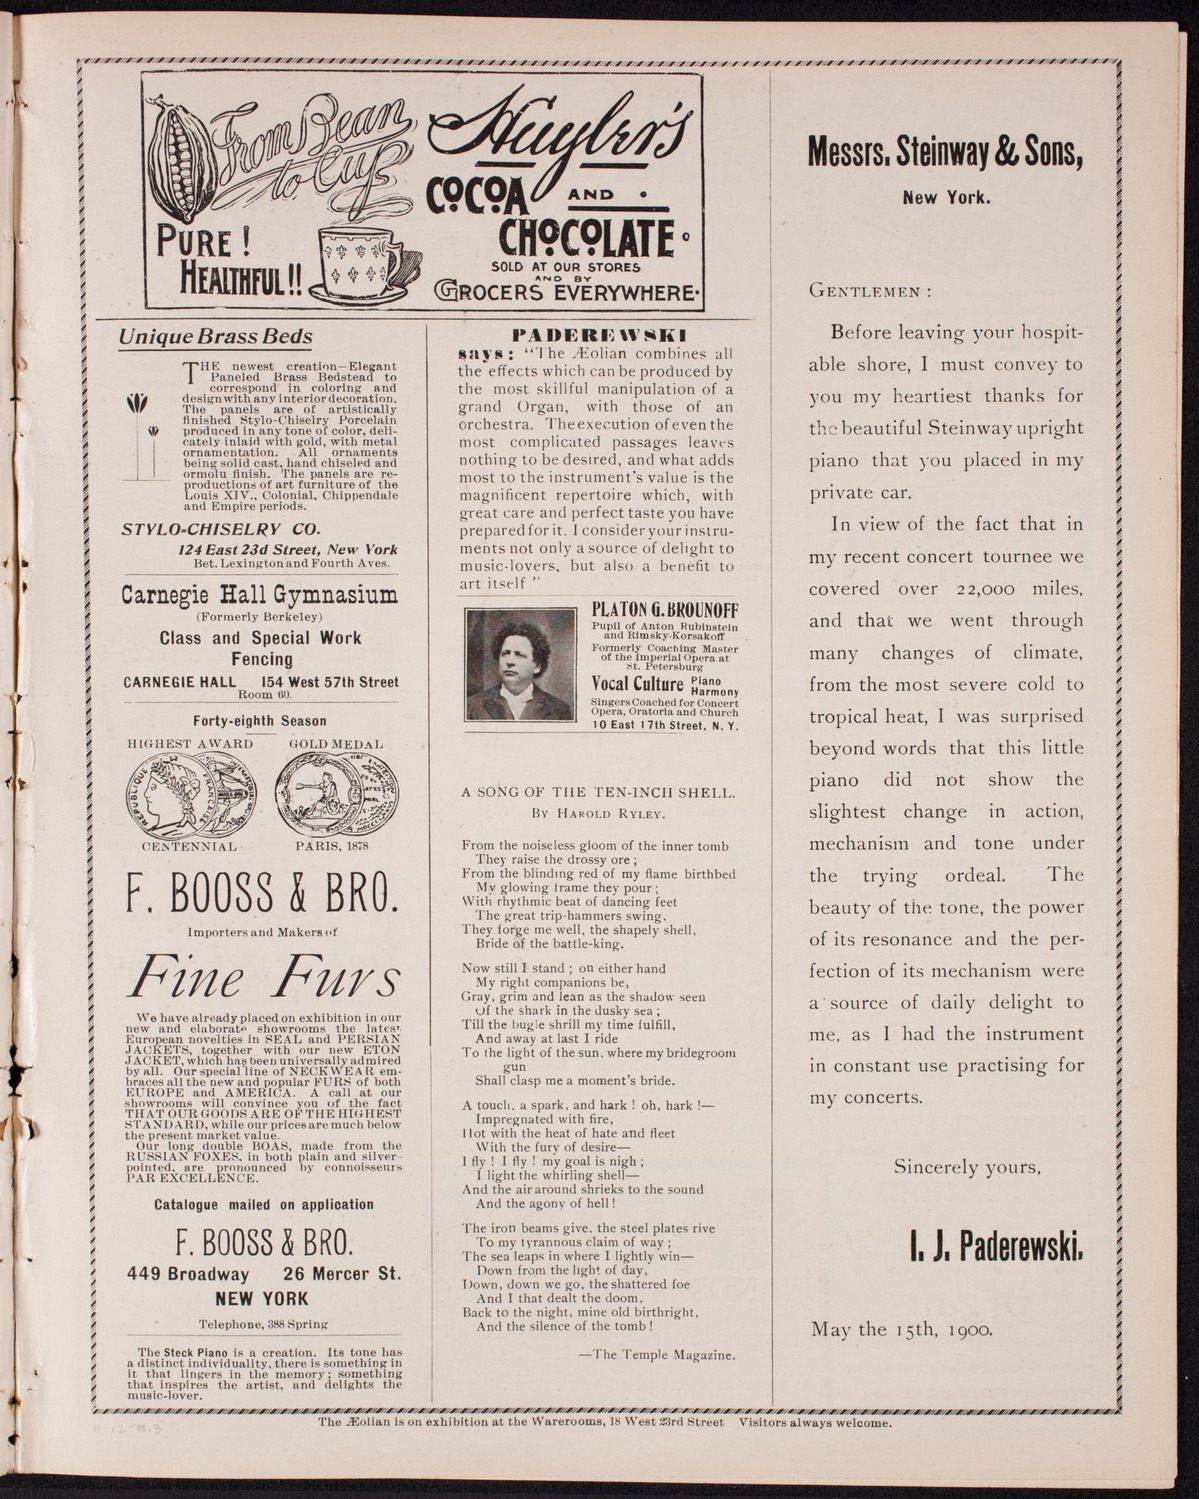 From Bean
to Cup
PURE!
HEALTHFUL!!
Huyler's
COCOA AND
CHOCOLATE
SOLD AT OUR STORES
AND BY
GROCERS EVERYWHERE.
Unique Brass Beds
THE newest creation—Elegant
Paneled Brass Bedstead to
correspond in coloring and
design with any interior decoration.
The panels are of artistically
finished Stylo-Chiselry Porcelain
produced in any tone of color, deli-
cately inlaid with gold, with metal
ornamentation. All ornaments
being solid cast, hand chiseled and
ormolu finish. The panels are re-
productions of art furniture of the
Louis XIV., Colonial, Chippendale
and Empire periods.
STYLO-CHISELRY CO.
124 East 23d Street, New York
Bet. Lexington and Fourth Aves.
Carnegie Hall Gymnasium
(Formerly Berkeley)
Class and Special Work
Fencing
CARNEGIE HALL 154 West 57th Street
Room 60.
Forty-eighth Season
HIGHEST AWARD GOLD MEDAL
REPUBLIQUE FRANCAISE
CENTENNIAL PARIS, 1878
F. BOOSS & BRO.
Importers and Makers of
Fine Furs
We have already placed on exhibition in our
new and elaborate showrooms the latest
European novelties in SEAL and PERSIAN
JACKETS, together with our new ETON
JACKET, which has been universally admired
by all. Our special line of NECKWEAR em-
braces all the new and popular FURS of both
EUROPE and AMERICA. A call at our
showrooms will convince you of the fact
THAT OUR GOODS ARE OF THE HIGHEST
STANDARD, while our prices are much below
the present market value.
Our long double BOAS, made from the
RUSSIAN FOXES, in both plain and silver-
pointed, are pronounced by connoisseurs
PAR EXCELLENCE.
Catalogue mailed on application
F. BOOSS & BRO.
449 Broadway 26 Mercer St.
NEW YORK
Telephone, 388 Spring
The Steck Piano is a creation. Its tone has
a distinct individuality, there is something in
it that lingers in the memory; something
that inspires the artist, and delights the
music-lover.
PADEREWSKI
says: "The Æolian combines all
the effects which can be produced by
the most skillful manipulation of a
grand Organ, with those of an
orchestra. The execution of even the
most complicated passages leaves
nothing to be desired, and what adds
most to the instrument's value is the
magnificent repertoire which, with
great care and perfect taste you have
prepared for it. I consider your instru-
ments not only a source of delight to
music-lovers, but also a benefit to
art itself"
PLATON G. BROUNOFF
Pupil of Anton Rubinstein
and Rimsky-Korsakoff
Formerly Coaching Master
of the Imperial Opera at
St. Petersburg
Vocal Culture Piano
Harmony
Singers Coached for Concert
Opera, Oratoria and Church
10 East 17th Street, N. Y.
A SONG OF THE TEN-INCH SHELL.
BY HAROLD RYLEY.
From the noiseless gloom of the inner tomb
They raise the drossy ore;
From the blinding red of my flame birthbed
My glowing frame they pour;
With rhythmic beat of dancing feet
The great trip-hammers swing,
They forge me well, the shapely shell,
Bride of the battle-king.
Now still I stand; on either hand
My right companions be,
Gray, grim and lean as the shadow seen
Of the shark in the dusky sea;
Till the bugle shrill my time fulfill,
And away at last I ride
To the light of the sun, where my bridegroom
gun
Shall clasp me a moment's bride.
A touch, a spark, and hark! oh, hark!—
Impregnated with fire,
Hot with the heat of hate and fleet
With the fury of desire—
I fly! I fly! my goal is nigh;
I light the whirling shell—
And the air around shrieks to the sound
And the agony of hell!
The iron beams give, the steel plates rive
To my tyrannous claim of way;
The sea leaps in where I lightly win—
Down from the light of day,
Down, down we go, the shattered foe
And I that dealt the doom,
Back to the night, mine old birthright,
And the silence of the tomb!
—The Temple Magazine.
Messrs. Steinway & Sons,
New York.
GENTLEMEN:
Before leaving your hospit-
able shore, I must convey to
you my heartiest thanks for
the beautiful Steinway upright
piano that you placed in my
private car.
In view of the fact that in
my recent concert tournee we
covered over 22,000 miles,
and that we went through
many changes of climate,
from the most severe cold to
tropical heat, I was surprised
beyond words that this little
piano did not show the
slightest change in action,
mechanism and tone under
the trying ordeal. The
beauty of the tone, the power
of its resonance and the per-
fection of its mechanism were
a source of daily delight to
me, as I had the instrument
in constant use practising for
my concerts.
Sincerely yours,
I. J. Paderewski.
May the 15th, 1900.
The Æolian is on exhibition at the Warerooms, 18 West 23rd Street Visitors always welcome.
11-12-00.3